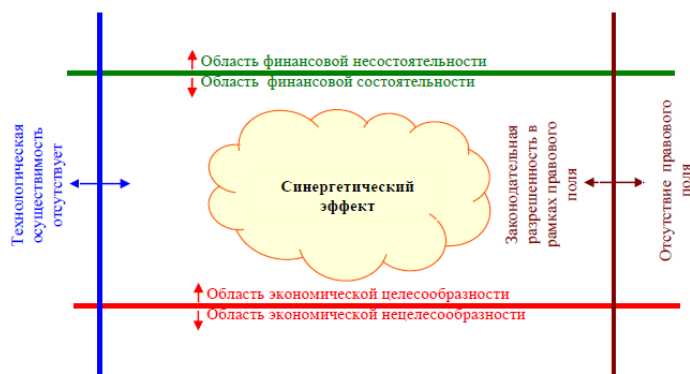 Область финансовой несостоятельности
Область финансовой состоятельности
Технологическая
осуществимость
отсутствует
Синергетический
эффект
Законодательная
разрешенность в
рамках правового
поля
Отсутствие правового
поля
Область экономической целесообразности
Область экономической нецелесообразности